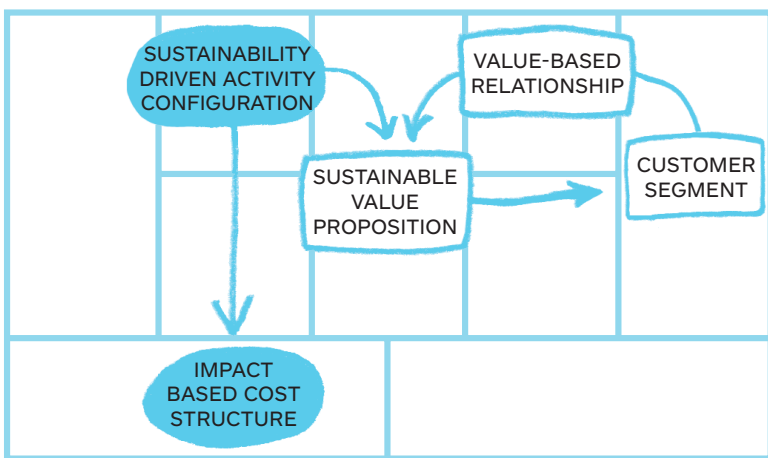 SUSTAINABILITY
DRIVEN ACTIVITY
CONFIGURATION
VALUE-BASED
RELATIONSHIP
SUSTAINABLE
VALUE
PROPOSITION
CUSTOMER
SEGMENT
IMPACT
BASED COST
STRUCTURE